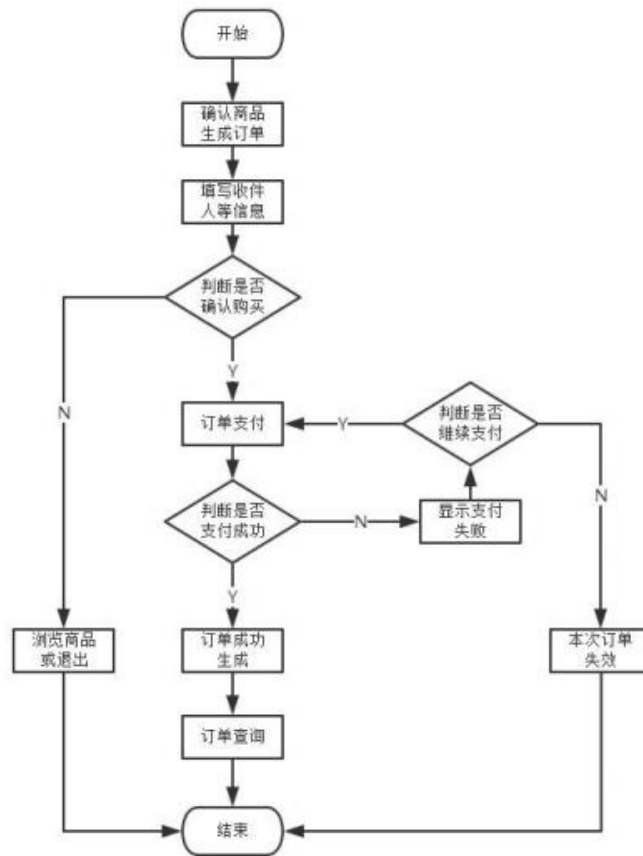 开始
确认商品
生成订单
填写收件
人等信息
判断是否
确认购买
Y
N
订单支付
Y
判断是否
继续支付
判断是否
支付成功
N
显示支付
失败
N
Y
浏览商品
或退出
订单成功
生成
本次订单
失效
订单查询
结束